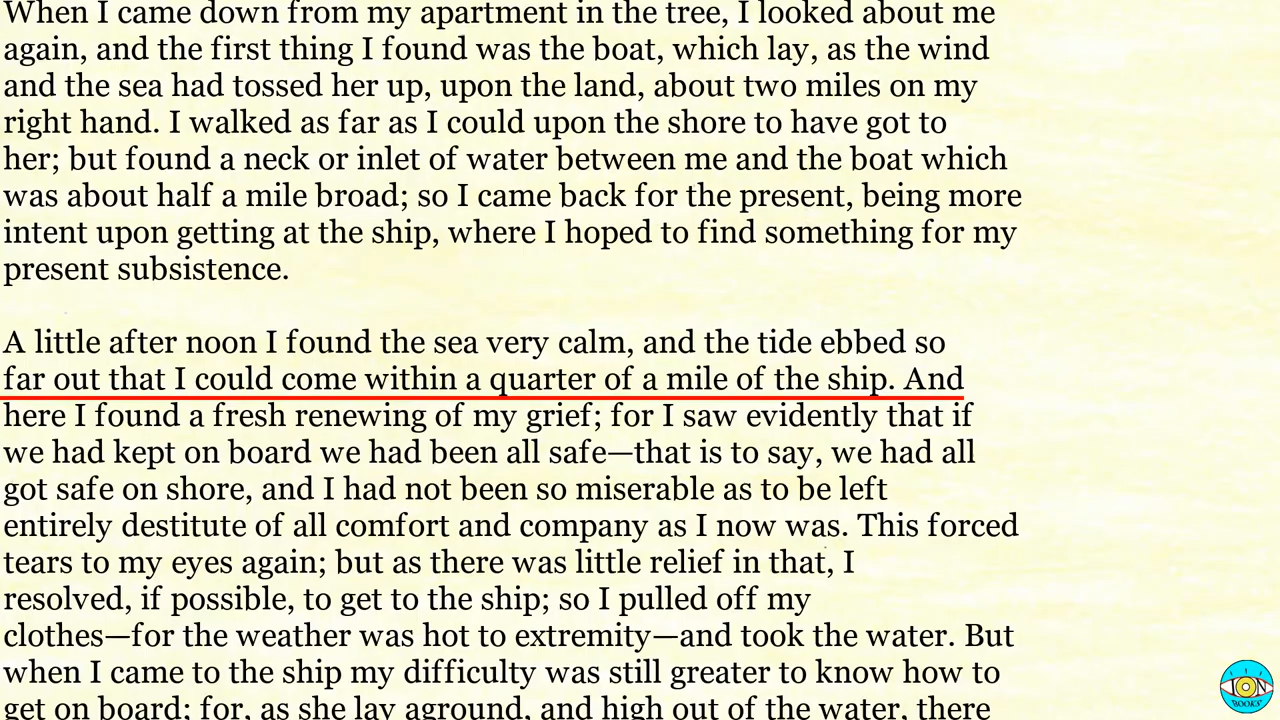 When I came down from my apartment in the tree, I looked about me
again, and the first thing I found was the boat, which lay, as the wind
and the sea had tossed her up, upon the land, about two miles on my
right hand. I walked as far as I could upon the shore to have got to
her; but found a neck or inlet of water between me and the boat which
was about half a mile broad; so I came back for the present, being more
intent upon getting at the ship, where I hoped to find something for my
present subsistence.
A little after noon I found the sea very calm, and the tide ebbed so
far out that I could come within a quarter of a mile of the ship. And
here I found a fresh renewing of my grief; for I saw evidently that if
we had kept on board we had been all safe—that is to say, we had all
got safe on shore, and I had not been so miserable as to be left
entirely destitute of all comfort and company as I now was. This forced
tears to my eyes again; but as there was little relief in that, I
resolved, if possible, to get to the ship; so I pulled off my
clothes—for the weather was hot to extremity—and took the water. But
when I came to the ship my difficulty was still greater to know how to
get on board; for, as she lay aground, and high out of the water, there
BOOKS